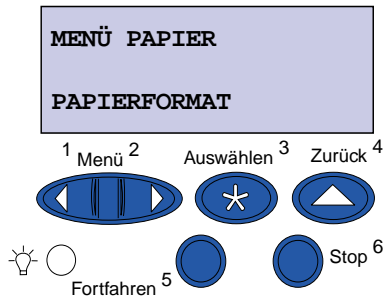 MENÜ PAPIER
PAPIERFORMAT
1 Menü 2 Auswählen 3 Zurück 4
Fortfahren 5 Stop 6